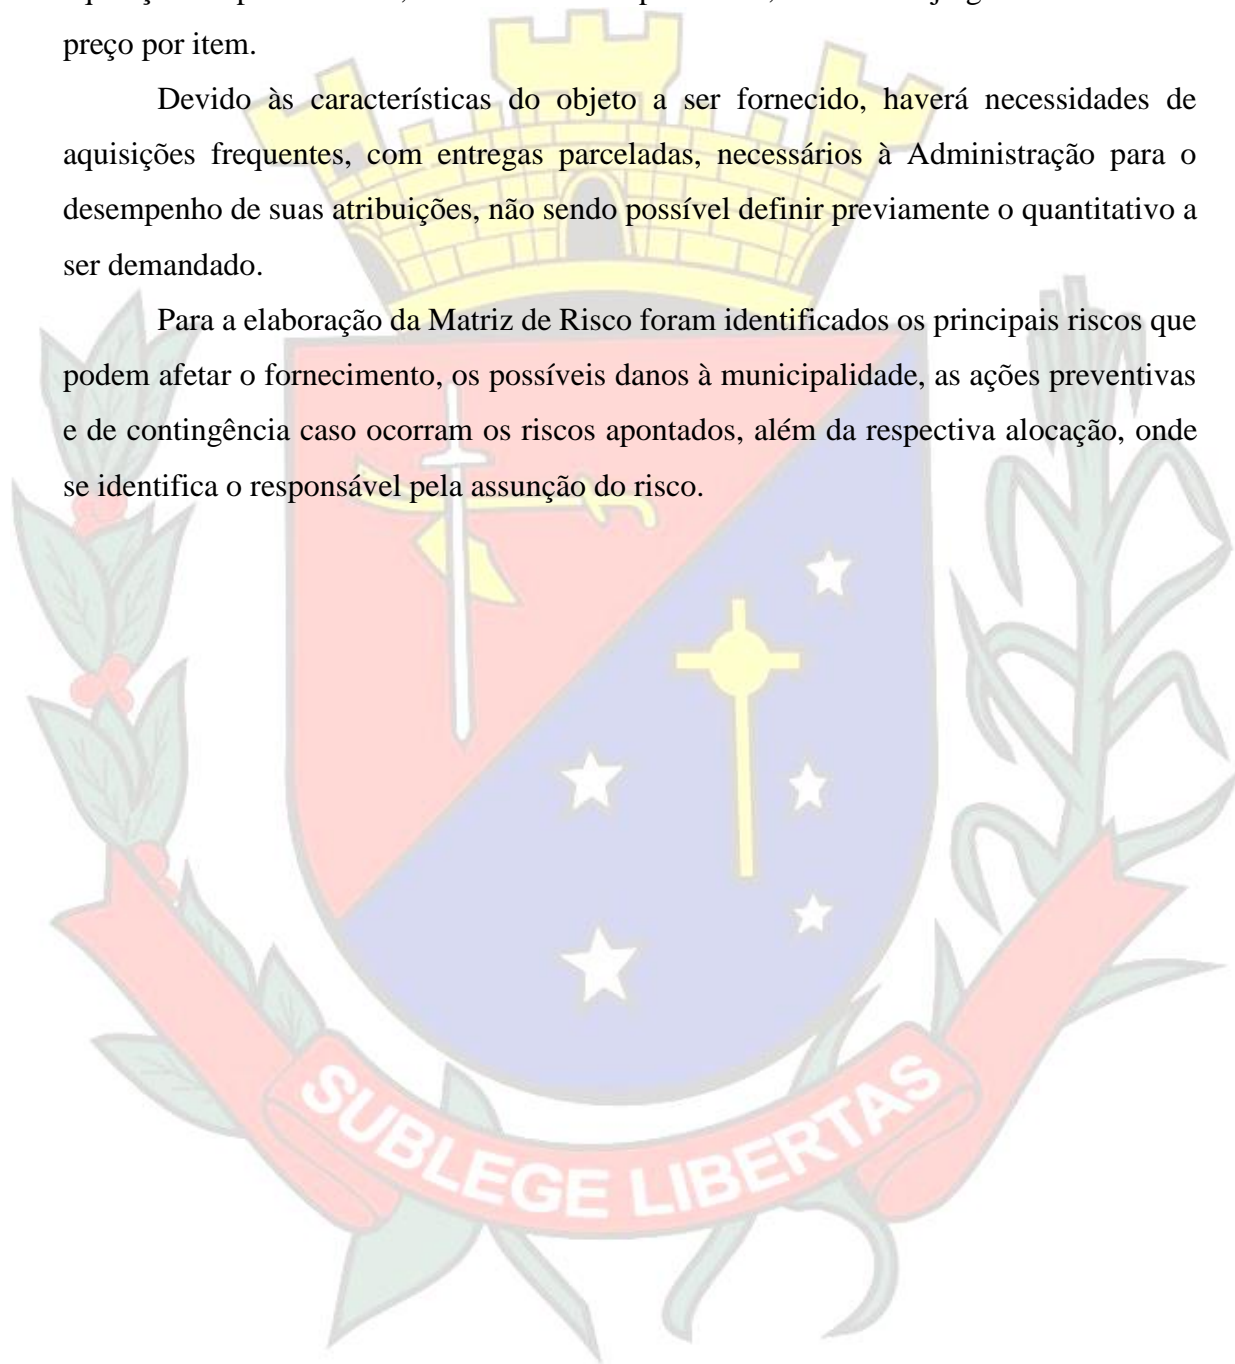 preço por item.
Devido às características do objeto a ser fornecido, haverá necessidades de
aquisições frequentes, com entregas parceladas, necessários à Administração para o
desempenho de suas atribuições, não sendo possível definir previamente o quantitativo a
ser demandado.
Para a elaboração da Matriz de Risco foram identificados os principais riscos que
podem afetar o fornecimento, os possíveis danos à municipalidade, as ações preventivas
e de contingência caso ocorram os riscos apontados, além da respectiva alocação, onde
se identifica o responsável pela assunção do risco.
SUBLEGE LIBERTAS